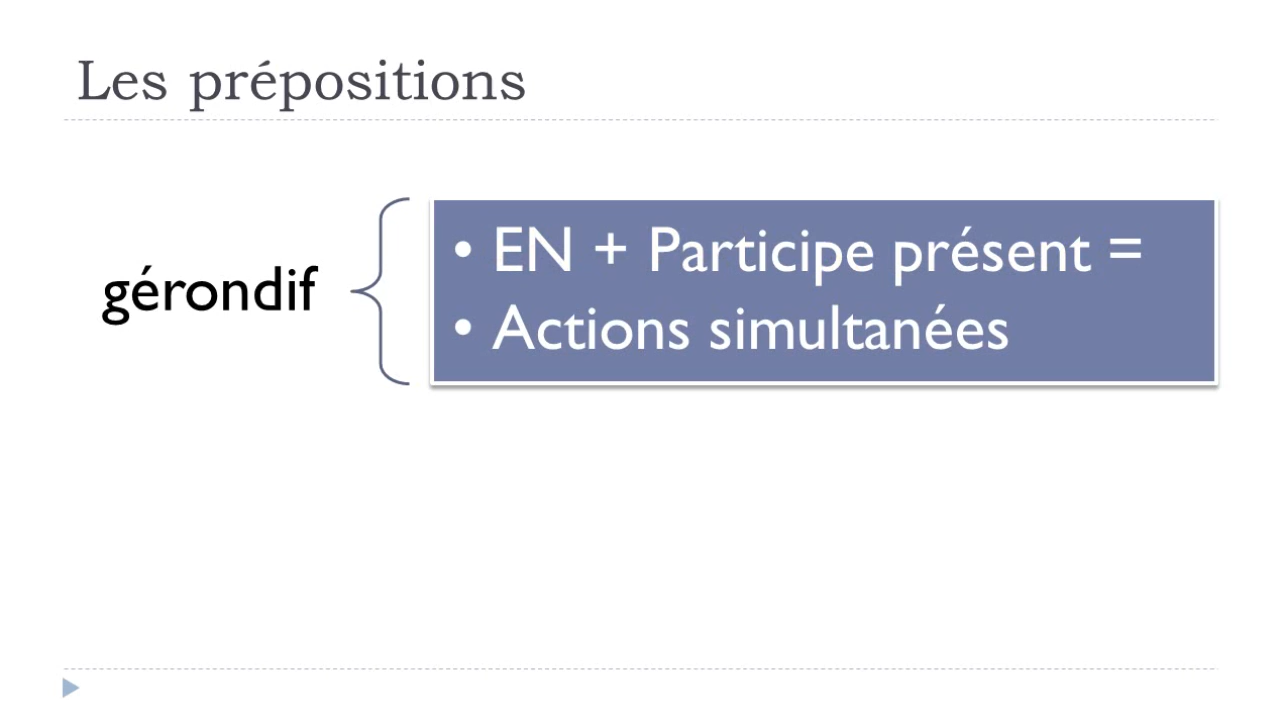 Les prépositions
gérondif
• EN + Participe présent =
• Actions simultanées